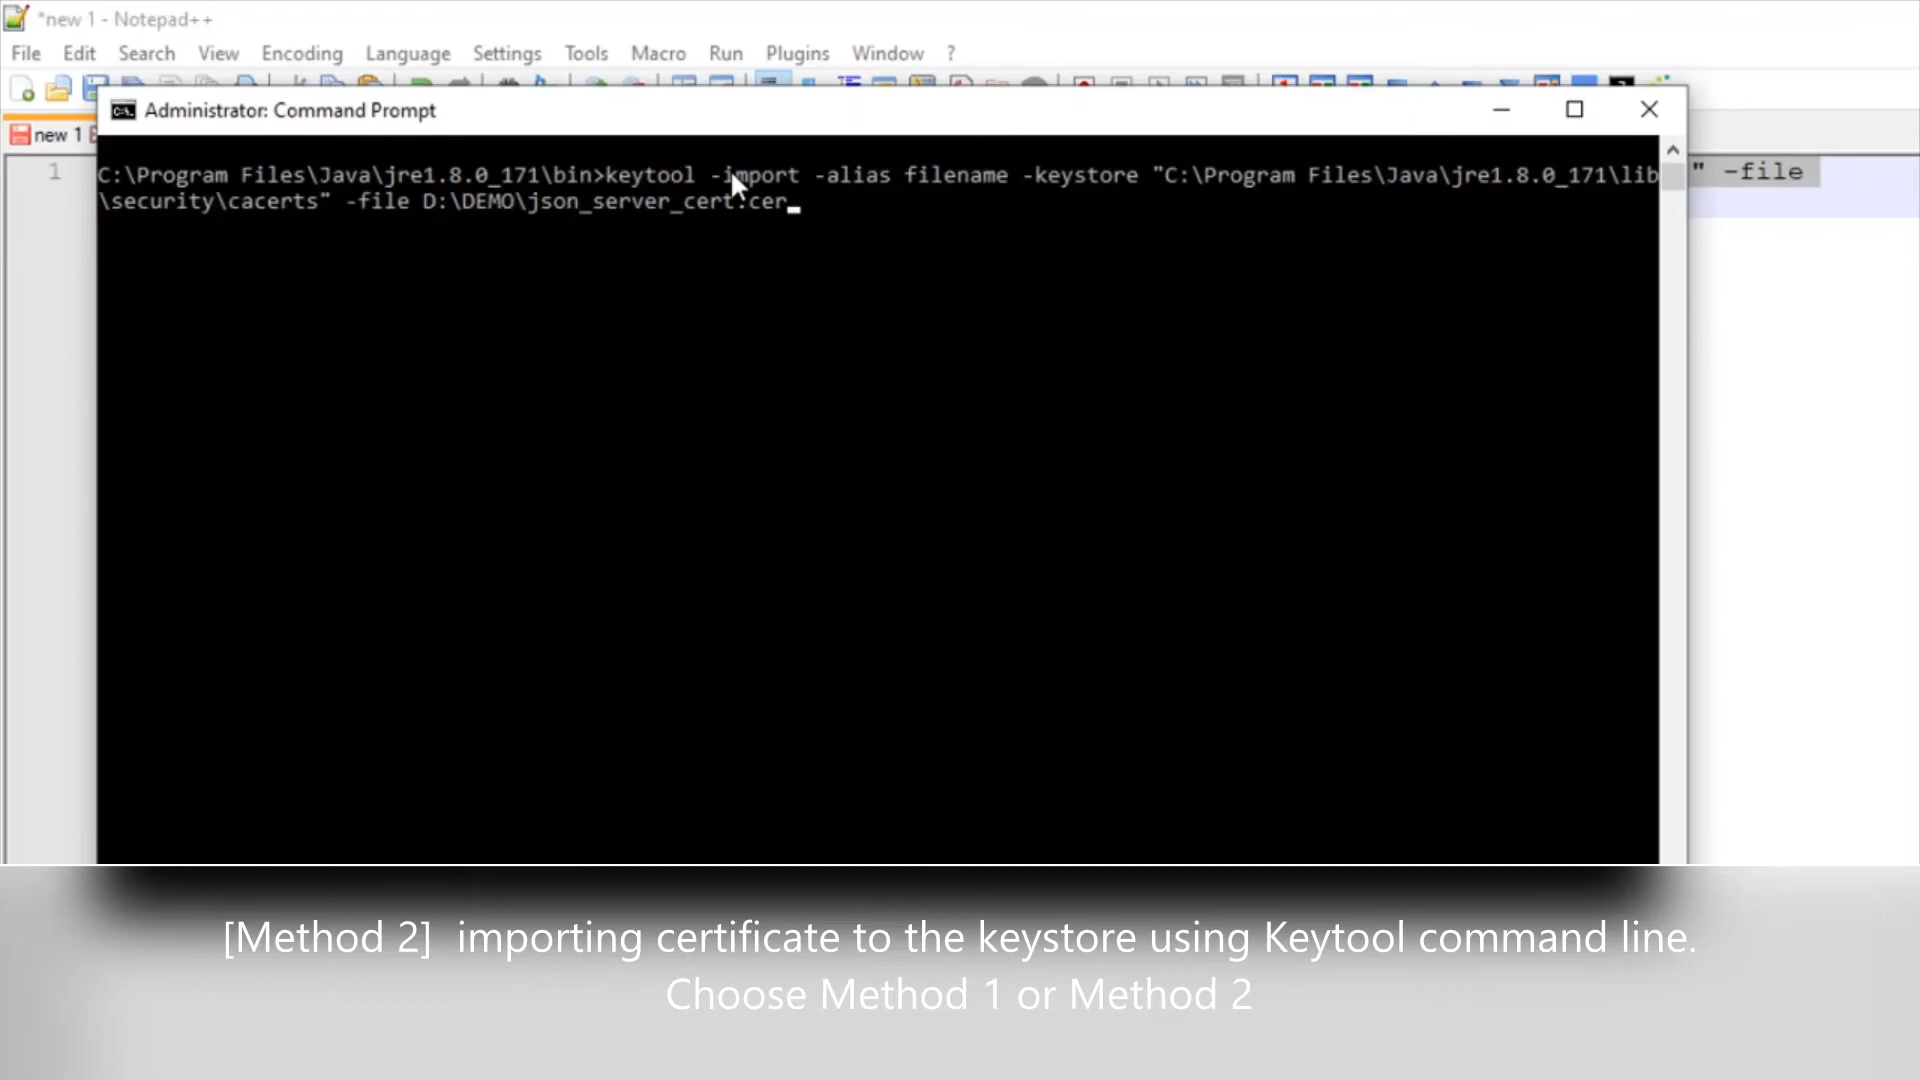 *new 1 - Notepad++
File Edit Search View Encoding Language Settings Tools Macro Run Plugins Window ?
Administrator: Command Prompt
new 1
1
" -file
C:\Program Files\Java\jre1.8.0_171\bin>keytool -import -alias filename -keystore "C:\Program Files\Java\jre1.8.0_171\lib
\security\cacerts" -file D:\DEMO\json_server_cert.cer
[Method 2] importing certificate to the keystore using Keytool command line.
Choose Method 1 or Method 2